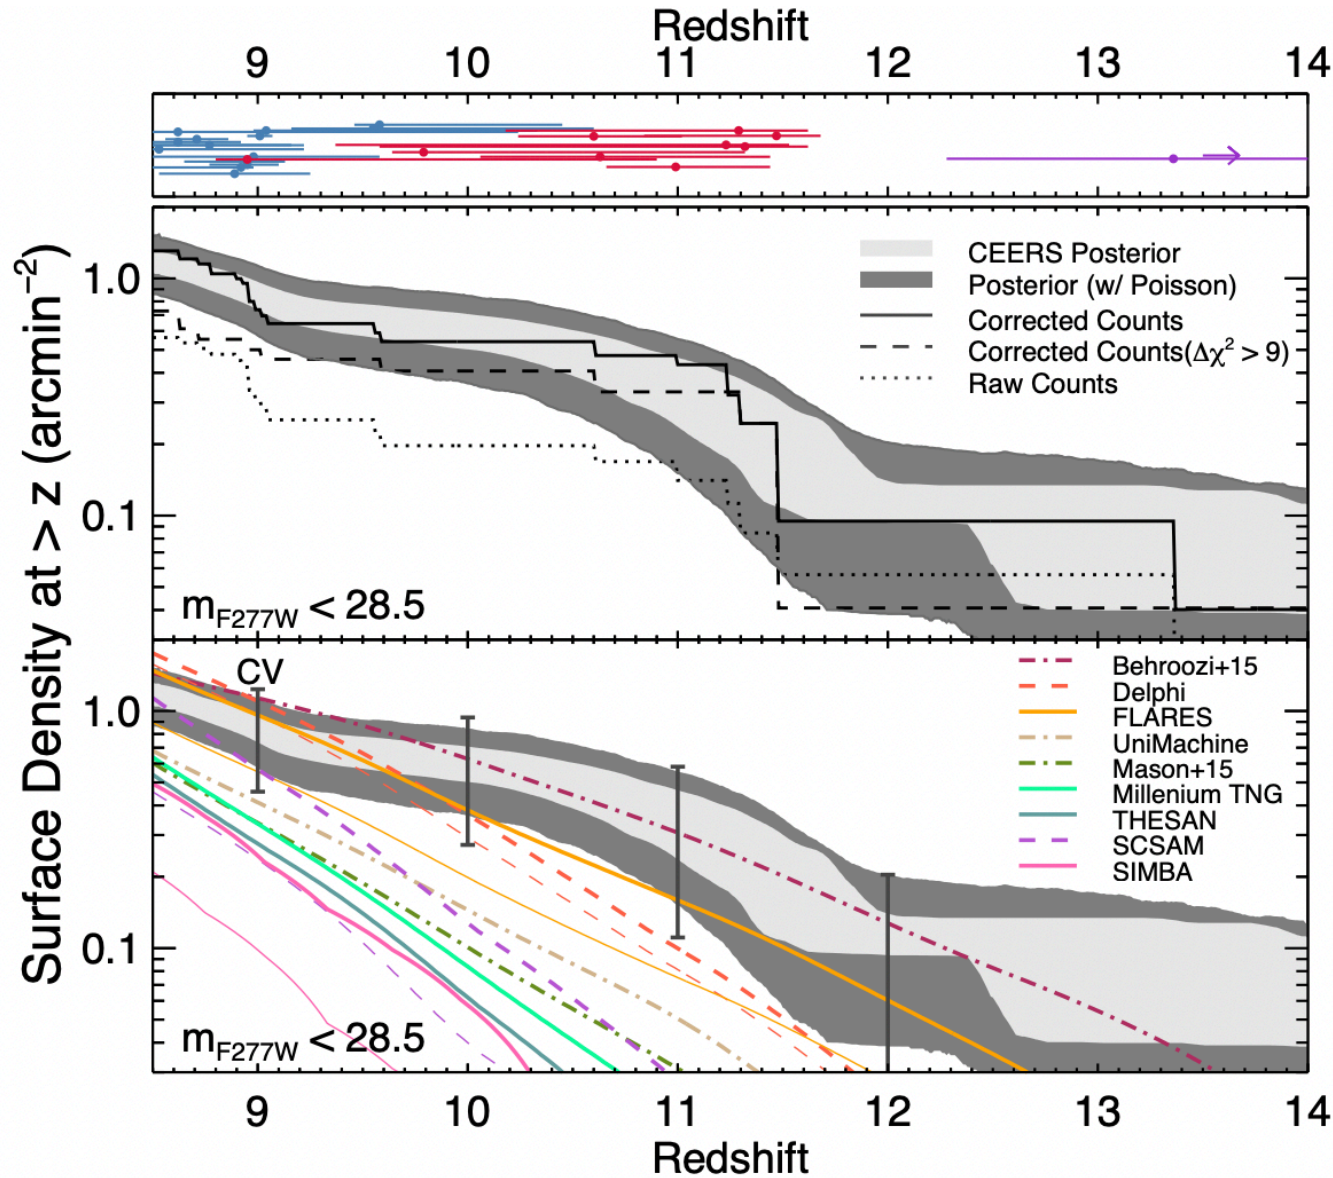 Redshift
9 10 11 12 13 14
CEERS Posterior
Posterior (w/ Poisson)
Corrected Counts
Corrected Counts(Δχ² > 9)
Raw Counts
1.0
0.1
m_F277W < 28.5
Surface Density at > z (arcmin⁻²)
CV
Behroozi+15
Delphi
FLARES
UniMachine
Mason+15
Millenium TNG
THESAN
SCSAM
SIMBA
1.0
0.1
m_F277W < 28.5
9 10 11 12 13 14
Redshift